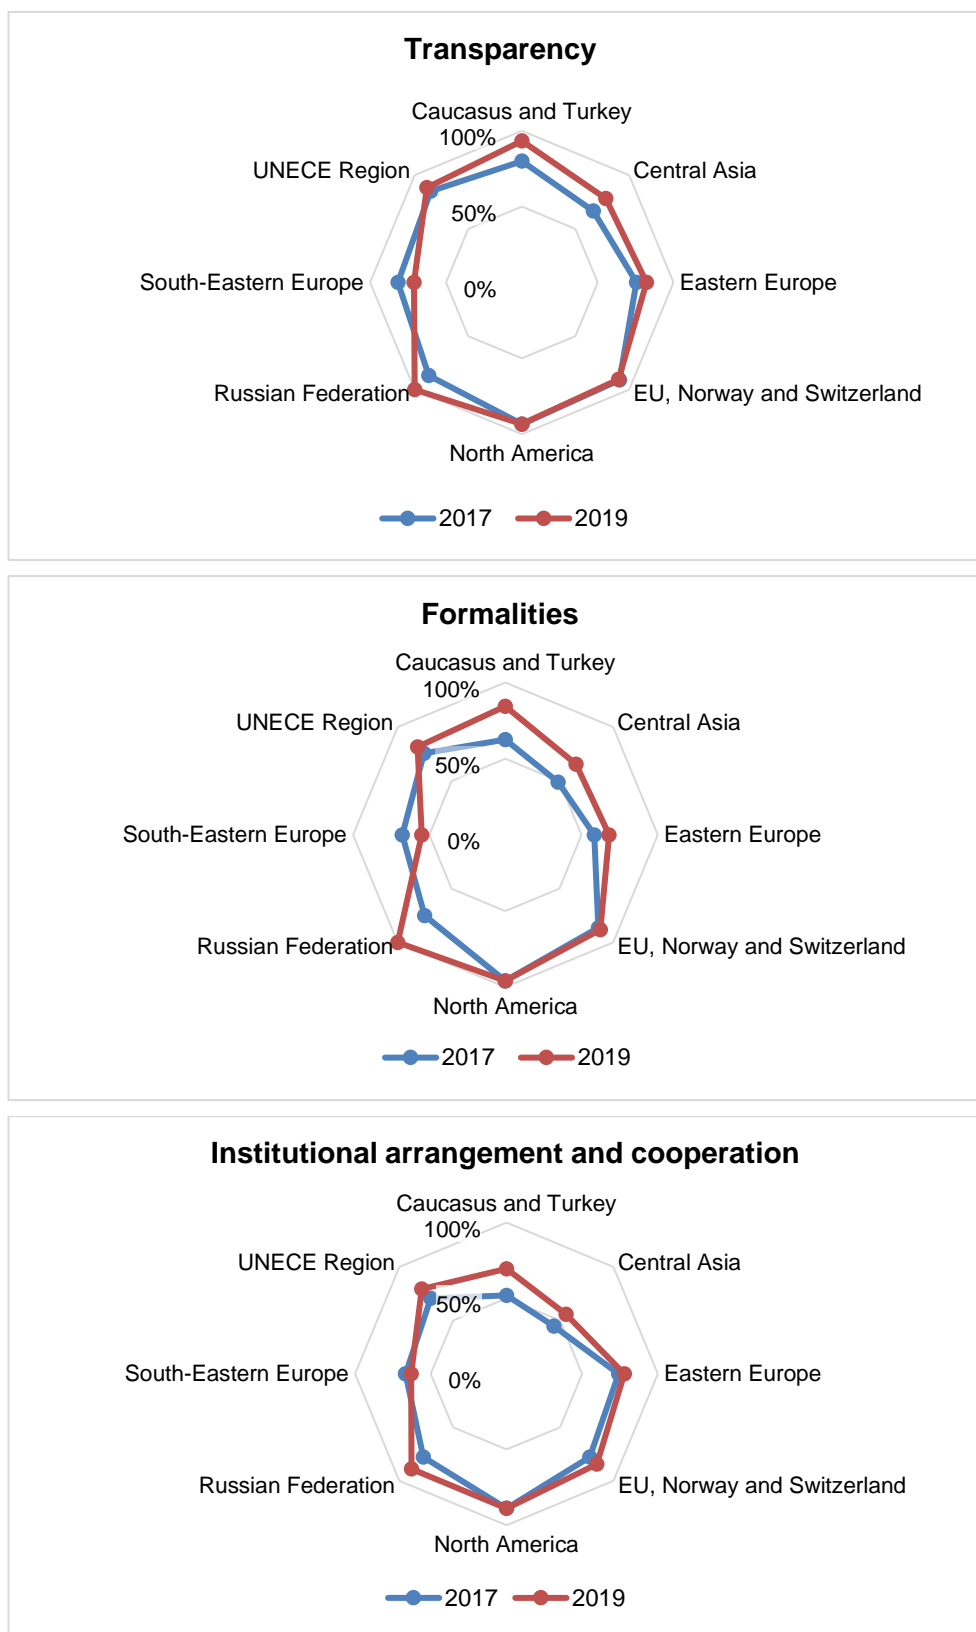 Transparency
Caucasus and Turkey
100%
UNECE Region
Central Asia
50%
South-Eastern Europe
0%
Eastern Europe
Russian Federation
EU, Norway and Switzerland
North America
2017
2019
Formalities
Caucasus and Turkey
100%
UNECE Region
Central Asia
50%
South-Eastern Europe
0%
Eastern Europe
Russian Federation
EU, Norway and Switzerland
North America
2017
2019
Institutional arrangement and cooperation
Caucasus and Turkey
100%
UNECE Region
Central Asia
50%
South-Eastern Europe
0%
Eastern Europe
Russian Federation
EU, Norway and Switzerland
North America
2017
2019